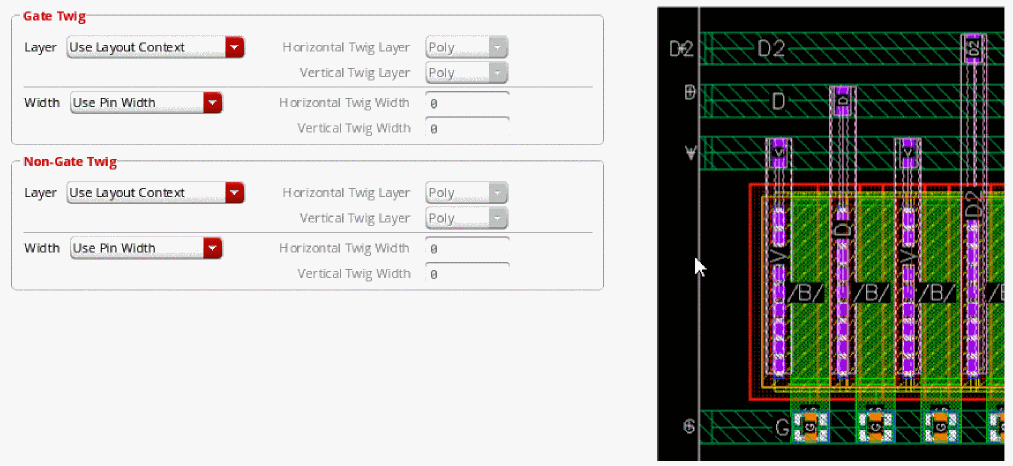 Gate Twig
Layer Use Layout Context Horizontal Twig Layer Poly
Vertical Twig Layer Poly
Width Use Pin Width Horizontal Twig Width 0
Vertical Twig Width 0
Non-Gate Twig
Layer Use Layout Context Horizontal Twig Layer Poly
Vertical Twig Layer Poly
Width Use Pin Width Horizontal Twig Width 0
Vertical Twig Width 0
D2 D2 D2
D D D
V V V
V D V D2
/B/ /B/ /B/
G G G G G